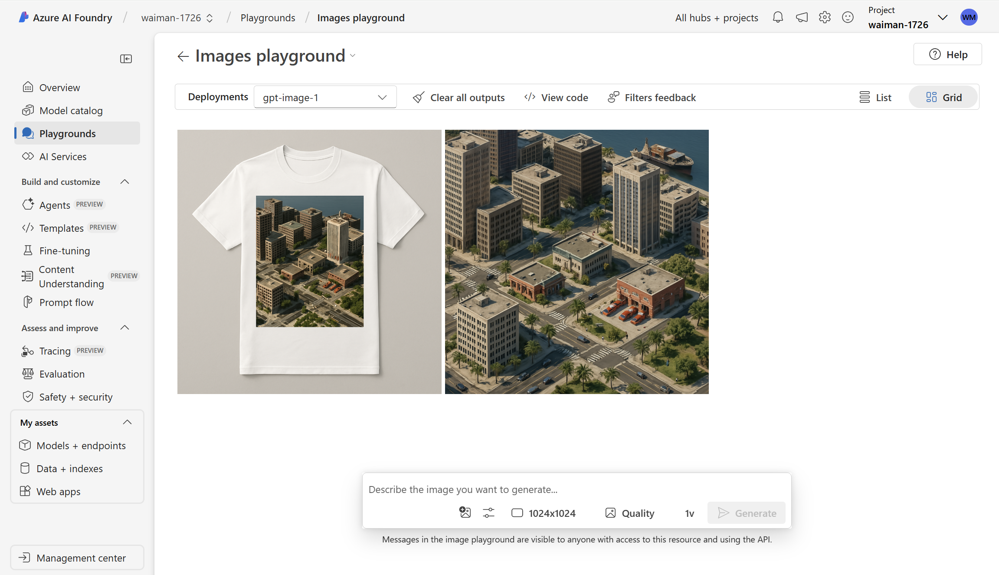 Azure AI Foundry / waiman-1726 / Playgrounds / Images playground
All hubs + projects
Project
waiman-1726
WM
Images playground
Help
Overview
Model catalog
Playgrounds
AI Services
Build and customize
Agents PREVIEW
Templates PREVIEW
Fine-tuning
Content
Understanding PREVIEW
Prompt flow
Assess and improve
Tracing PREVIEW
Evaluation
Safety + security
My assets
Models + endpoints
Data + indexes
Web apps
Management center
Deployments gpt-image-1 Clear all outputs View code Filters feedback List Grid
Describe the image you want to generate...
1024x1024 Quality 1v Generate
Messages in the image playground are visible to anyone with access to this resource and using the API.